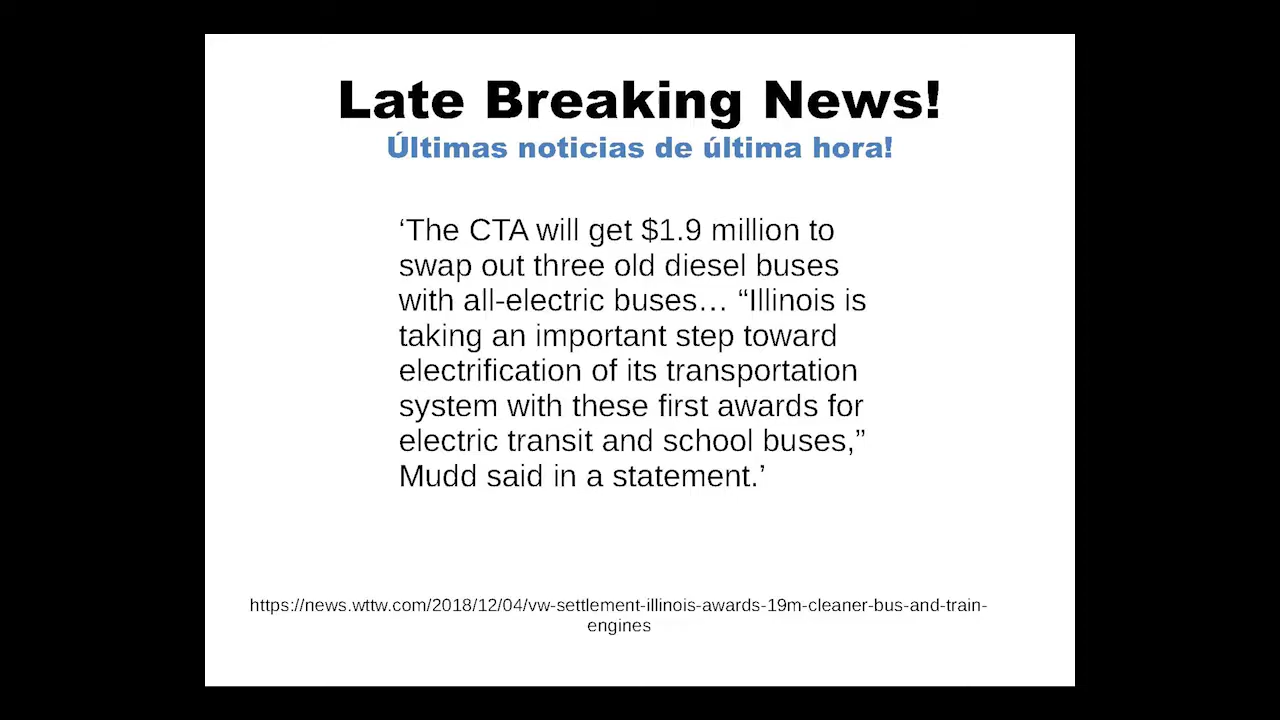 Late Breaking News!
Últimas noticias de última hora!
‘The CTA will get $1.9 million to
swap out three old diesel buses
with all-electric buses… “Illinois is
taking an important step toward
electrification of its transportation
system with these first awards for
electric transit and school buses,”
Mudd said in a statement.’
https://news.wttw.com/2018/12/04/vw-settlement-illinois-awards-19m-cleaner-bus-and-train-
engines